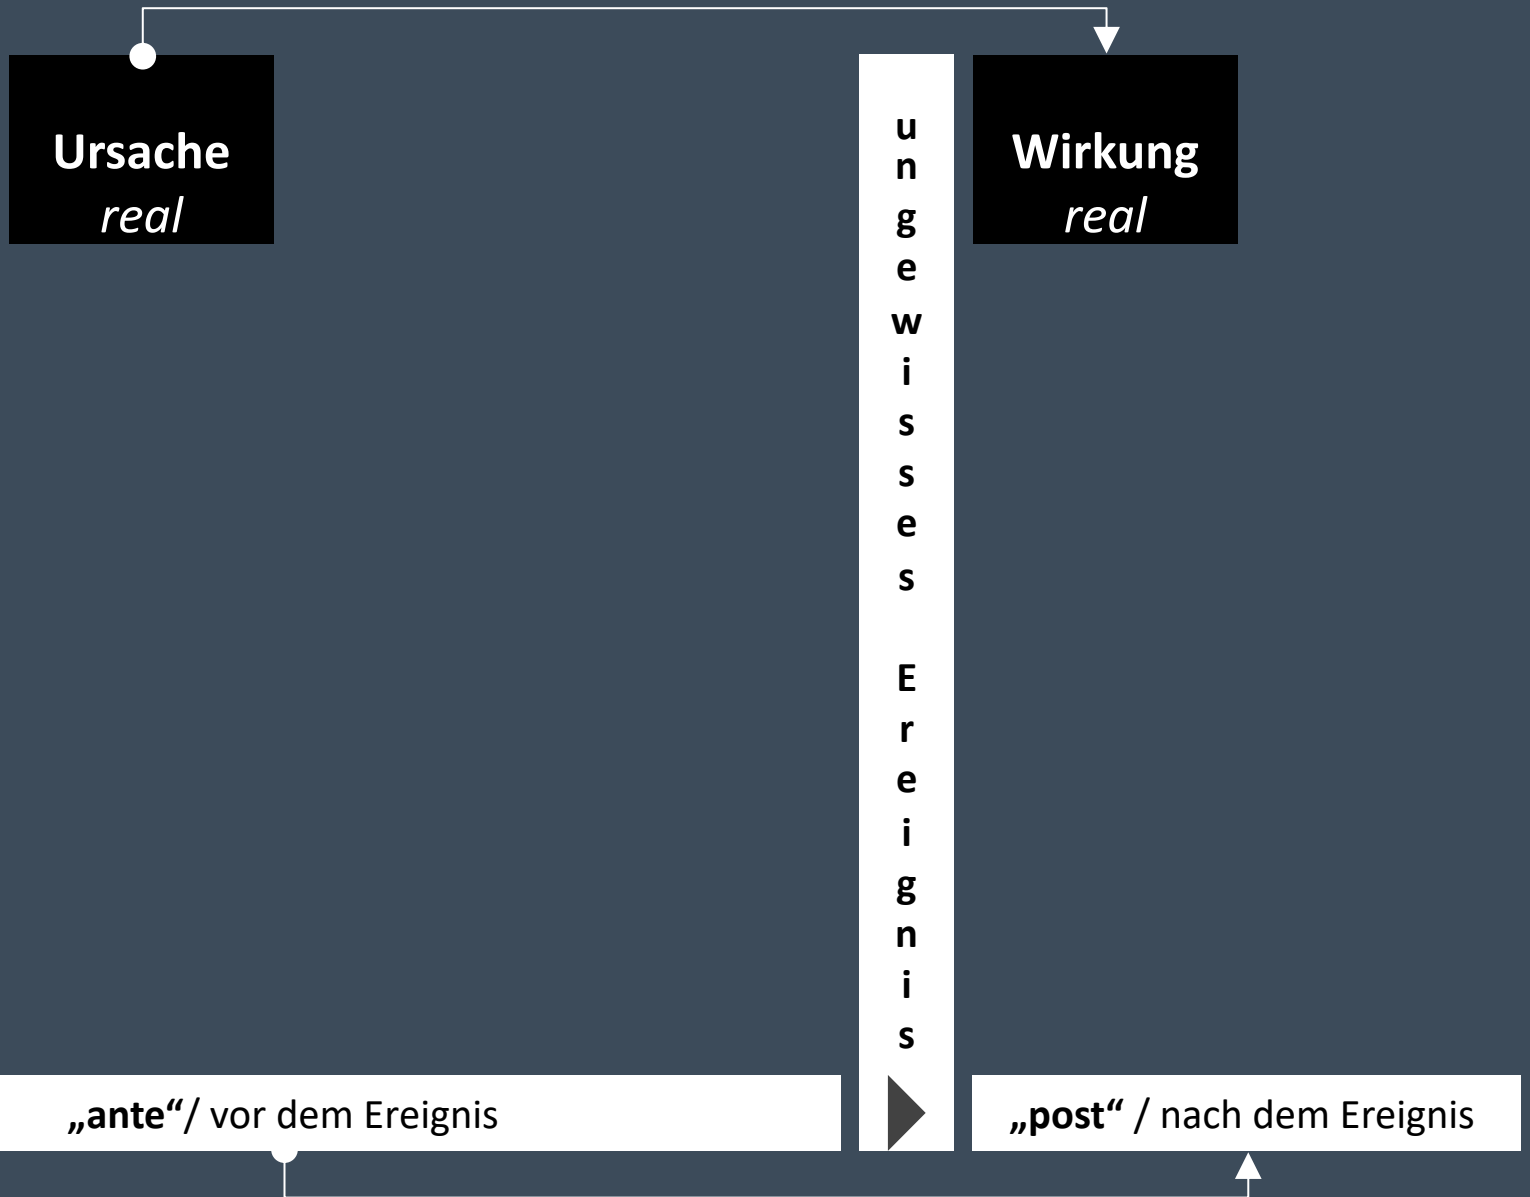 Ursache
real
ungewisses Ereignis
Wirkung
real
„ante“/ vor dem Ereignis
„post“ / nach dem Ereignis